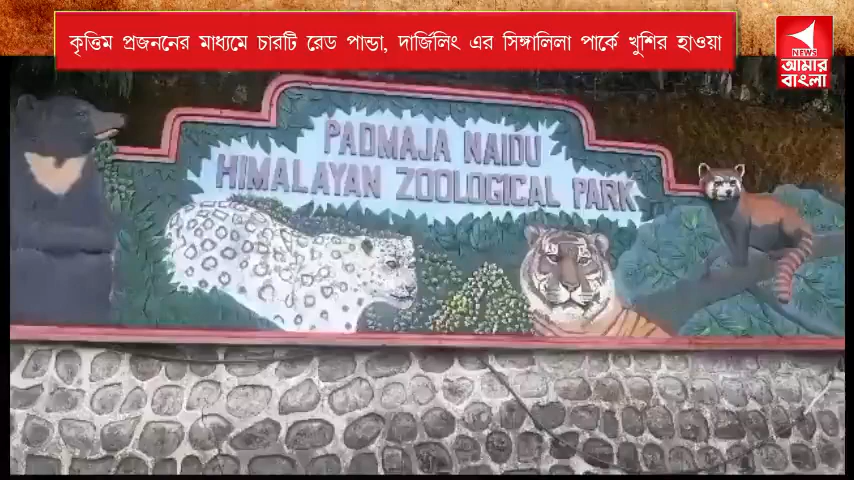 কৃত্তিম প্রজননের মাধ্যমে চারটি রেড পান্ডা, দার্জিলিং এর সিঙ্গালিলা পার্কে খুশির হাওয়া
NEWS
আমার
বাংলা
PADMAJA NAIDU
HIMALAYAN ZOOLOGICAL PARK